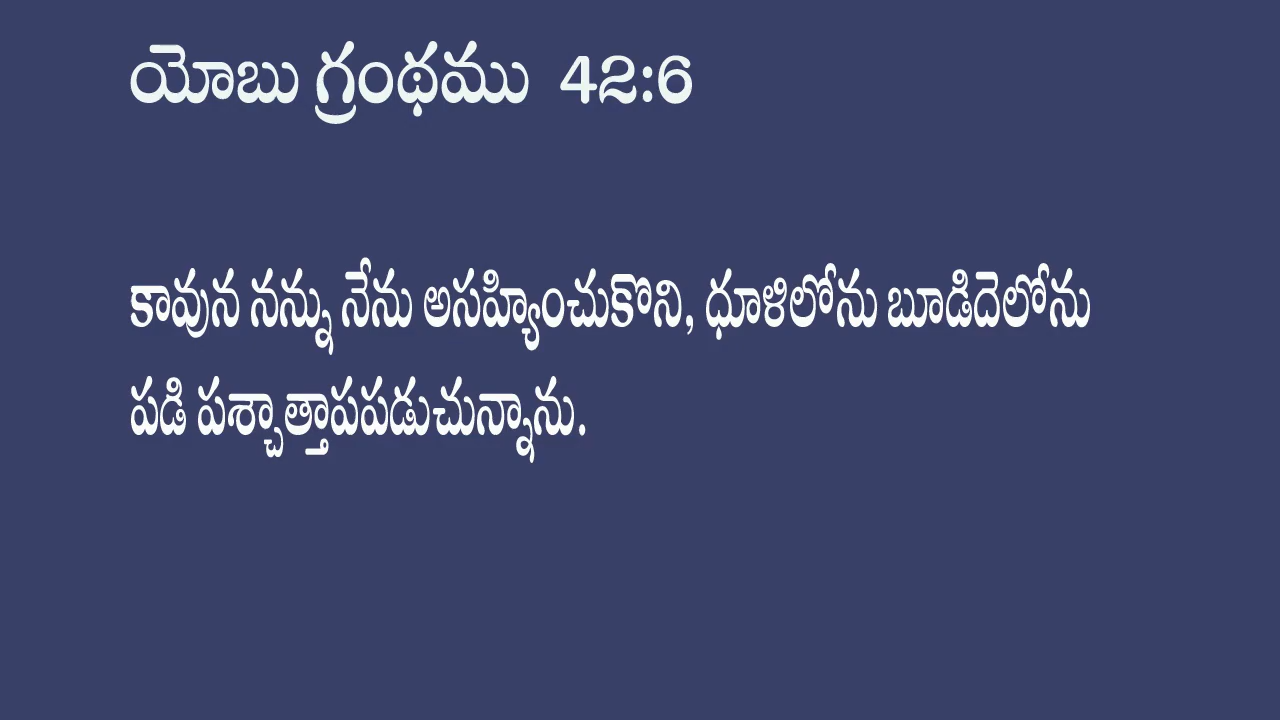 యోబు గ్రంథము 42:6
కావున నన్ను నేను అసహ్యించుకొని, ధూళిలోను బూడిదెలోను
పడి పశ్చాత్తాపపడుచున్నాను.